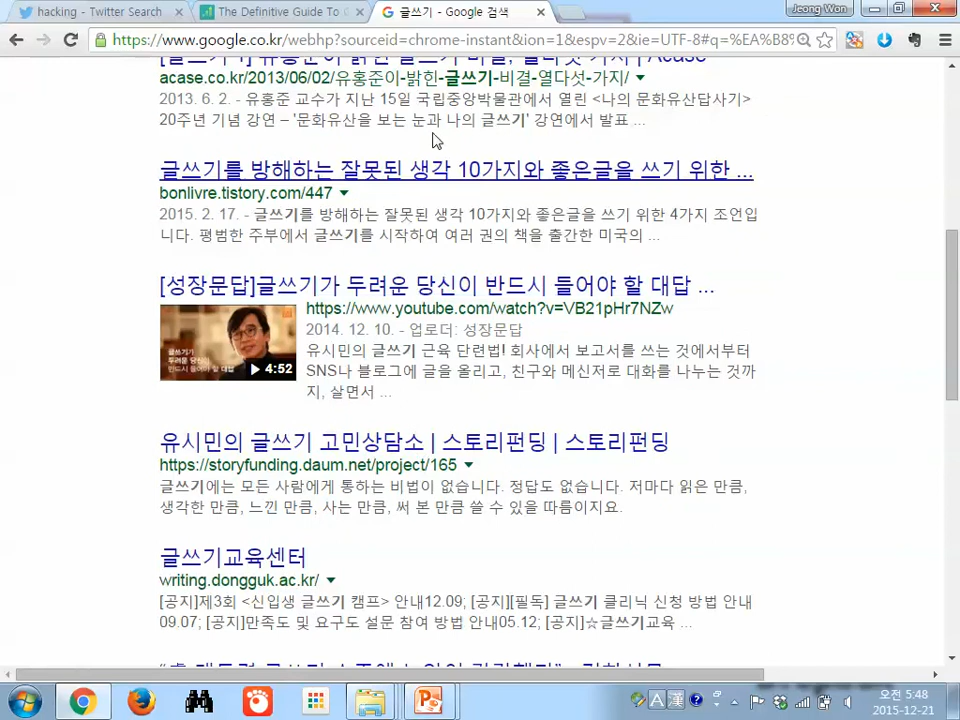 hacking - Twitter Search
The Definitive Guide To
글쓰기 - Google 검색
Jeong Won
https://www.google.co.kr/webhp?sourceid=chrome-instant&ion=1&espv=2&ie=UTF-8#q=%EA%B8%
acase.co.kr/2013/06/02/유홍준이-밝힌-글쓰기-비결-열다섯-가지/
2013. 6. 2. - 유홍준 교수가 지난 15일 국립중앙박물관에서 열린 <나의 문화유산답사기>
20주년 기념 강연 – '문화유산을 보는 눈과 나의 글쓰기' 강연에서 발표 ...
글쓰기를 방해하는 잘못된 생각 10가지와 좋은글을 쓰기 위한 ...
bonlivre.tistory.com/447
2015. 2. 17. - 글쓰기를 방해하는 잘못된 생각 10가지와 좋은글을 쓰기 위한 4가지 조언입
니다. 평범한 주부에서 글쓰기를 시작하여 여러 권의 책을 출간한 미국의 ...
[성장문답]글쓰기가 두려운 당신이 반드시 들어야 할 대답 ...
https://www.youtube.com/watch?v=VB21pHr7NZw
2014. 12. 10. - 업로더: 성장문답
글쓰기가
두려운 당신이
반드시 들어야 할 대답
4:52
유시민의 글쓰기 근육 단련법! 회사에서 보고서를 쓰는 것에서부터
SNS나 블로그에 글을 올리고, 친구와 메신저로 대화를 나누는 것까
지, 살면서 ...
유시민의 글쓰기 고민상담소 | 스토리펀딩 | 스토리펀딩
https://storyfunding.daum.net/project/165
글쓰기에는 모든 사람에게 통하는 비법이 없습니다. 정답도 없습니다. 저마다 읽은 만큼,
생각한 만큼, 느낀 만큼, 사는 만큼, 써 본 만큼 쓸 수 있을 따름이지요.
글쓰기교육센터
writing.dongguk.ac.kr/
[공지]제3회 <신입생 글쓰기 캠프> 안내12.09; [공지][필독] 글쓰기 클리닉 신청 방법 안내
09.07; [공지]만족도 및 요구도 설문 참여 방법 안내05.12; [공지]☆글쓰기교육 ...
A 漢
오전 5:48
2015-12-21